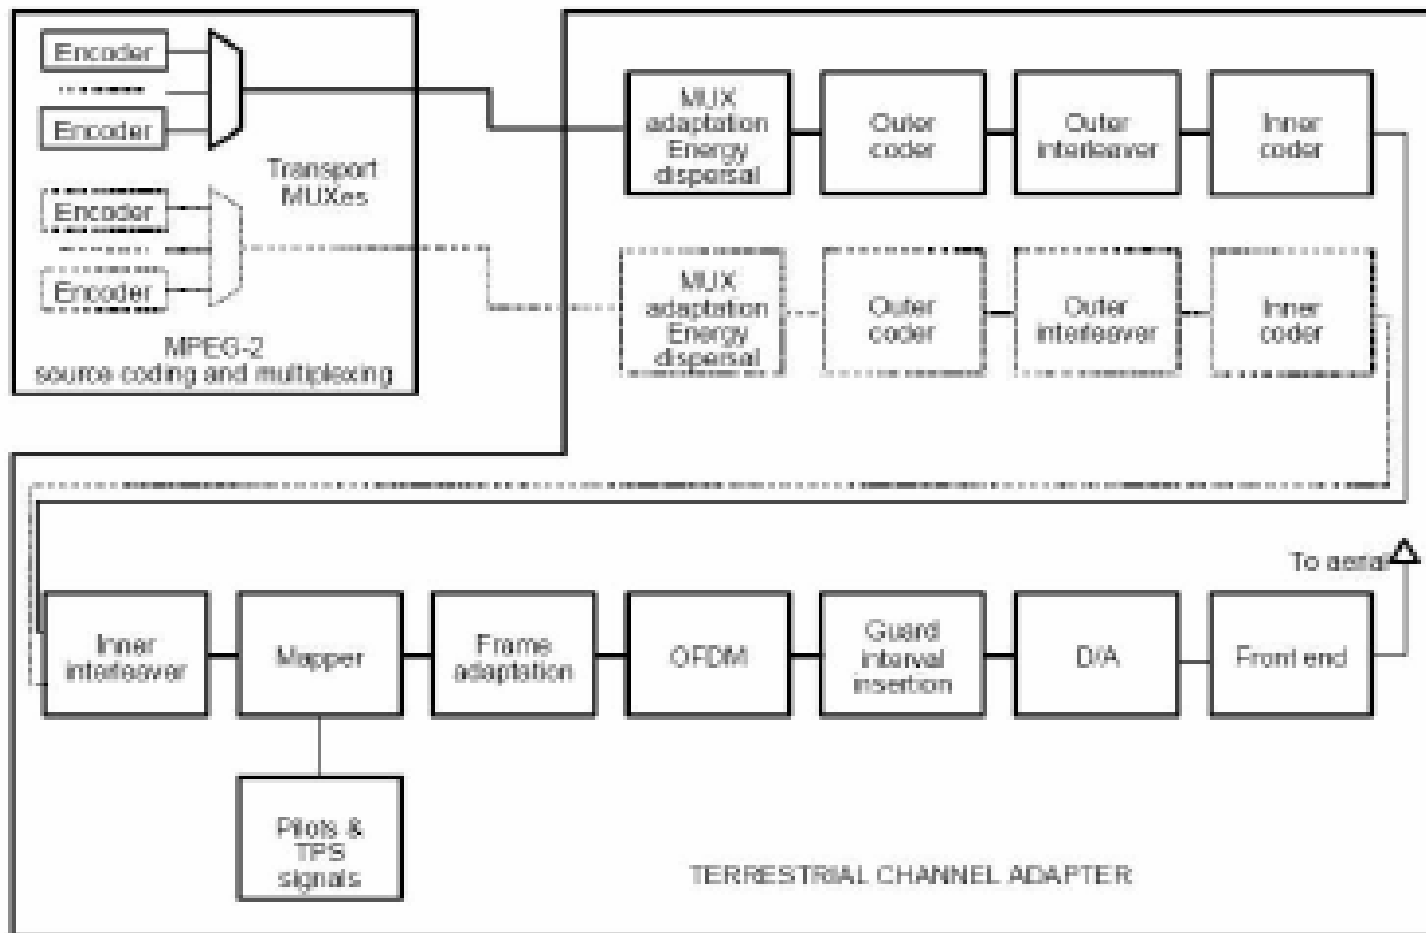 Encoder
Encoder
Transport
MUXes
Encoder
Encoder
MPEG-2
source coding and multiplexing
MUX
adaptation
Energy
dispersal
Outer
coder
Outer
interleaver
Inner
coder
MUX
adaptation
Energy
dispersal
Outer
coder
Outer
interleaver
Inner
coder
To aerial
Inner
interleaver
Mapper
Frame
adaptation
OFDM
Guard
interval
insertion
D/A
Front end
Pilots &
TPS
signals
TERRESTRIAL CHANNEL ADAPTER